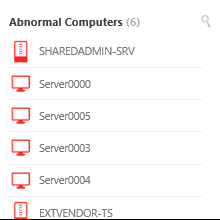 Abnormal Computers (6)
SHAREDADMIN-SRV
Server0000
Server0005
Server0003
Server0004
EXTVENDOR-TS